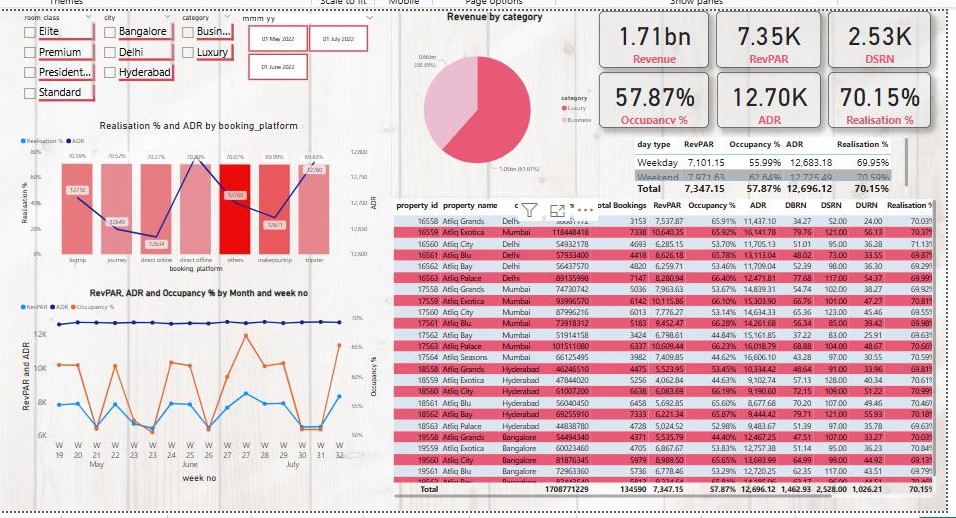 room_class
city
category
mmm yy
Elite
Premium
President...
Standard
Bangalore
Delhi
Hyderabad
Busin...
Luxury
01 May 2022
01 July 2022
01 June 2022
Revenue by category
0.66bn
(38.39%)
category
Luxury
Business
1.05bn (61.61%)
1.71bn
Revenue
7.35K
RevPAR
2.53K
DSRN
57.87%
Occupancy %
12.70K
ADR
70.15%
Realisation %
Realisation % and ADR by booking_platform
Realisation % ADR
80%
60%
40%
20%
0%
Realisation %
70.59% 70.52% 70.27% 70.20% 70.07% 69.99% 69.83%
12710 12649 12634 12700 12671 12760
12,800
12,750
12,700
12,650
12,600
ADR
logtrip journey direct online direct offline others makeyourtrip tripster
booking_platform
day type RevPAR Occupancy % ADR Realisation %
Weekday 7,101.15 55.99% 12,683.18 69.95%
Weekend 7,971.63 62.64% 12,725.49 70.59%
Total 7,347.15 57.87% 12,696.12 70.15%
RevPAR, ADR and Occupancy % by Month and week no
RevPAR ADR Occupancy %
12K
10K
8K
6K
RevPAR and ADR
70%
65%
60%
55%
50%
Occupancy %
W W W W W W W W W W W W W W W W
19 20 21 22 23 23 24 25 26 27 27 28 29 30 31 32
May June July
week no
property_id property_name Total Bookings RevPAR Occupancy % ADR DBRN DSRN DURN Realisation %
16558 Atliq Grands Delhi 3153 7,537.87 65.91% 11,437.10 34.27 52.00 24.00 70.03%
16559 Atliq Exotica Mumbai 118448418 7338 10,640.35 65.92% 16,141.78 79.76 121.00 56.13 70.37%
16560 Atliq City Delhi 54932178 4693 6,285.15 53.70% 11,705.13 51.01 95.00 36.28 71.13%
16561 Atliq Blu Delhi 57933400 4418 8,626.18 65.78% 13,113.04 48.02 73.00 33.55 69.87%
16562 Atliq Bay Delhi 56437570 4820 6,259.71 53.46% 11,709.04 52.39 98.00 36.30 69.29%
16563 Atliq Palace Delhi 89135998 7147 8,280.94 66.40% 12,471.81 77.68 117.00 54.37 69.99%
17558 Atliq Grands Mumbai 74730742 5036 7,963.63 53.67% 14,839.31 54.74 102.00 38.27 69.92%
17559 Atliq Exotica Mumbai 93996570 6142 10,115.86 66.10% 15,303.90 66.76 101.00 47.27 70.81%
17560 Atliq City Mumbai 87996216 6013 7,776.27 53.14% 14,634.33 65.36 123.00 45.46 69.55%
17561 Atliq Blu Mumbai 73918312 5183 9,452.47 66.28% 14,261.68 56.34 85.00 39.42 69.98%
17562 Atliq Bay Mumbai 51914158 3424 6,798.61 44.84% 15,161.85 37.22 83.00 25.91 69.63%
17563 Atliq Palace Mumbai 101511080 6337 10,609.44 66.23% 16,018.79 68.88 104.00 48.67 70.66%
17564 Atliq Seasons Mumbai 66125495 3982 7,409.85 44.62% 16,606.10 43.28 97.00 30.55 70.59%
18558 Atliq Grands Hyderabad 46246510 4475 5,523.95 53.45% 10,334.42 48.64 91.00 33.96 69.81%
18559 Atliq Exotica Hyderabad 47844020 5256 4,062.84 44.63% 9,102.74 57.13 128.00 40.34 70.61%
18560 Atliq City Hyderabad 61007200 6638 6,083.69 66.19% 9,190.60 72.15 109.00 51.22 70.99%
18561 Atliq Blu Hyderabad 56040450 6458 5,692.85 65.60% 8,677.68 70.20 107.00 49.46 70.46%
18562 Atliq Bay Hyderabad 69255910 7333 6,221.34 65.87% 9,444.42 79.71 121.00 55.93 70.18%
18563 Atliq Palace Hyderabad 44838780 4728 5,024.52 52.98% 9,483.67 51.39 97.00 35.78 69.63%
19558 Atliq Grands Bangalore 54494340 4371 5,535.79 44.40% 12,467.25 47.51 107.00 33.27 70.03%
19559 Atliq Exotica Bangalore 60023460 4705 6,867.67 53.83% 12,757.38 51.14 95.00 36.23 70.84%
19560 Atliq City Bangalore 81876345 5979 8,989.50 65.65% 13,693.99 64.99 99.00 44.92 69.13%
19561 Atliq Blu Bangalore 72963360 5736 6,778.46 53.29% 12,720.25 62.35 117.00 43.51 69.79%
Total 1708771229 134590 7,347.15 57.87% 12,696.12 1,462.93 2,528.00 1,026.21 70.15%